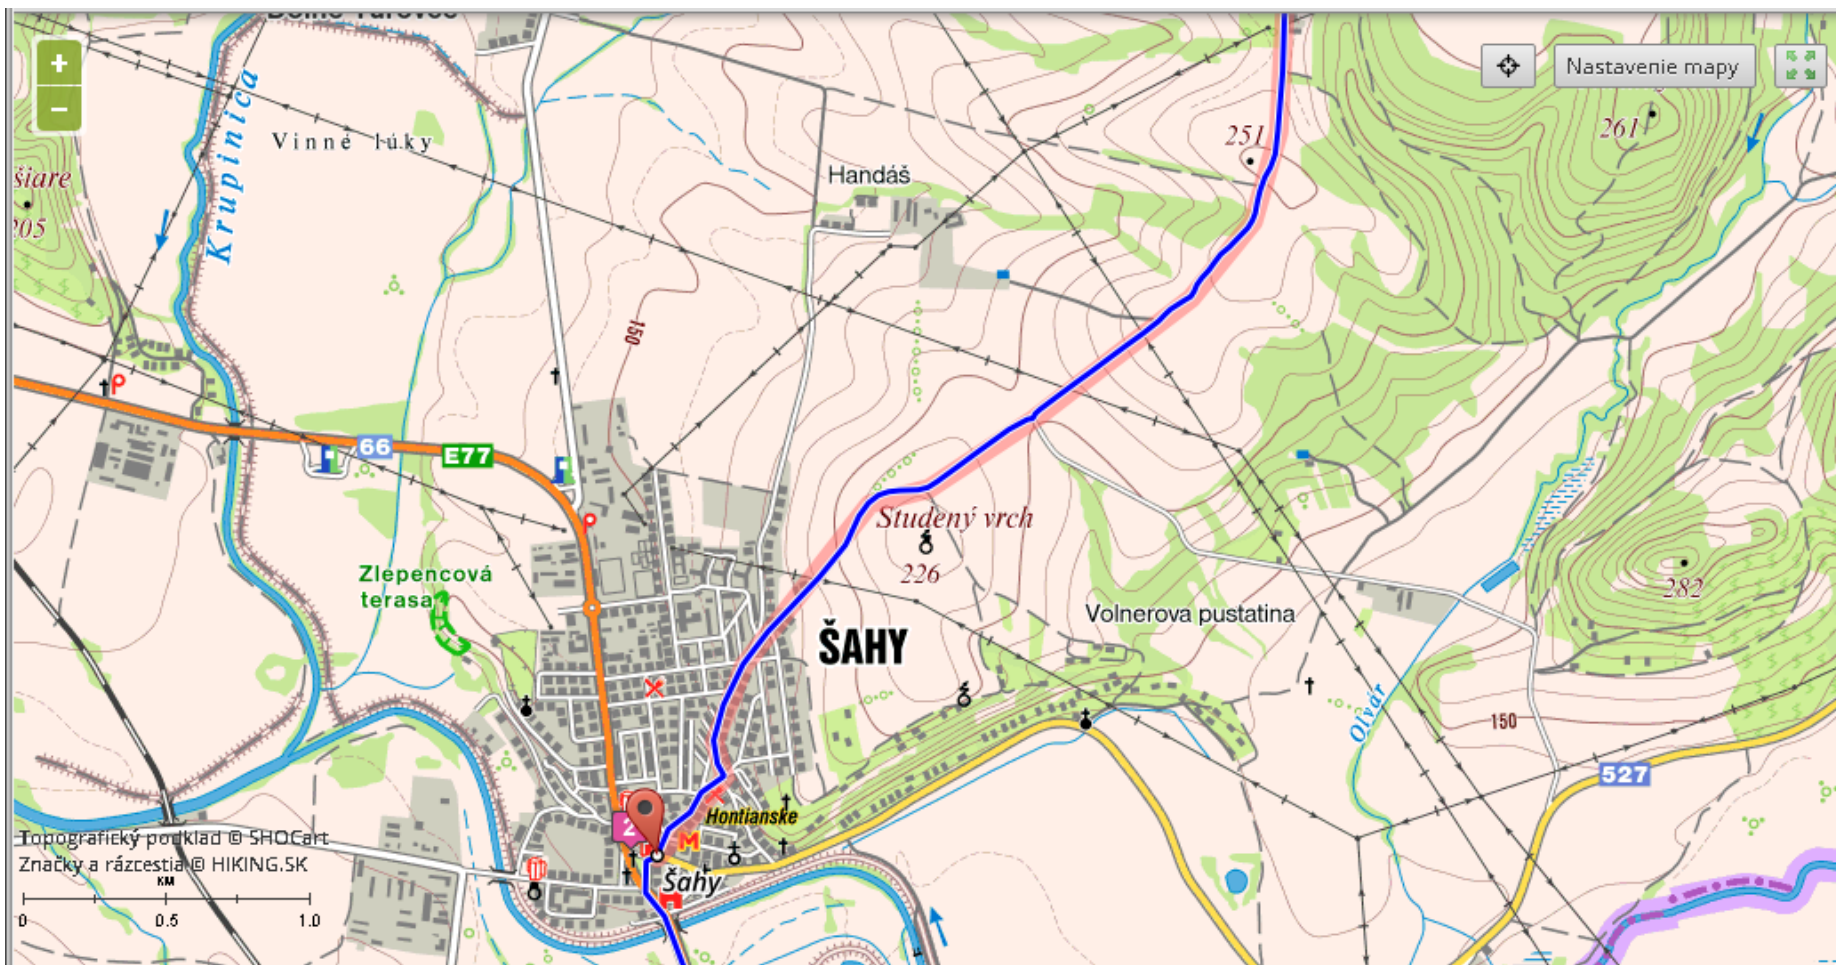 +
−
Nastavenie mapy
Krupinica
Vinné lúky
251
261
šiare
205
Handáš
150
66
E77
Studený vrch
226
Zlepencová
terasa
ŠAHY
Volnerova pustatina
282
Olvár
150
527
2
Hontianske
M
Šahy
Topografický podklad © SHOCart
Značky a rázcestia © HIKING.SK
KM
0 0.5 1.0